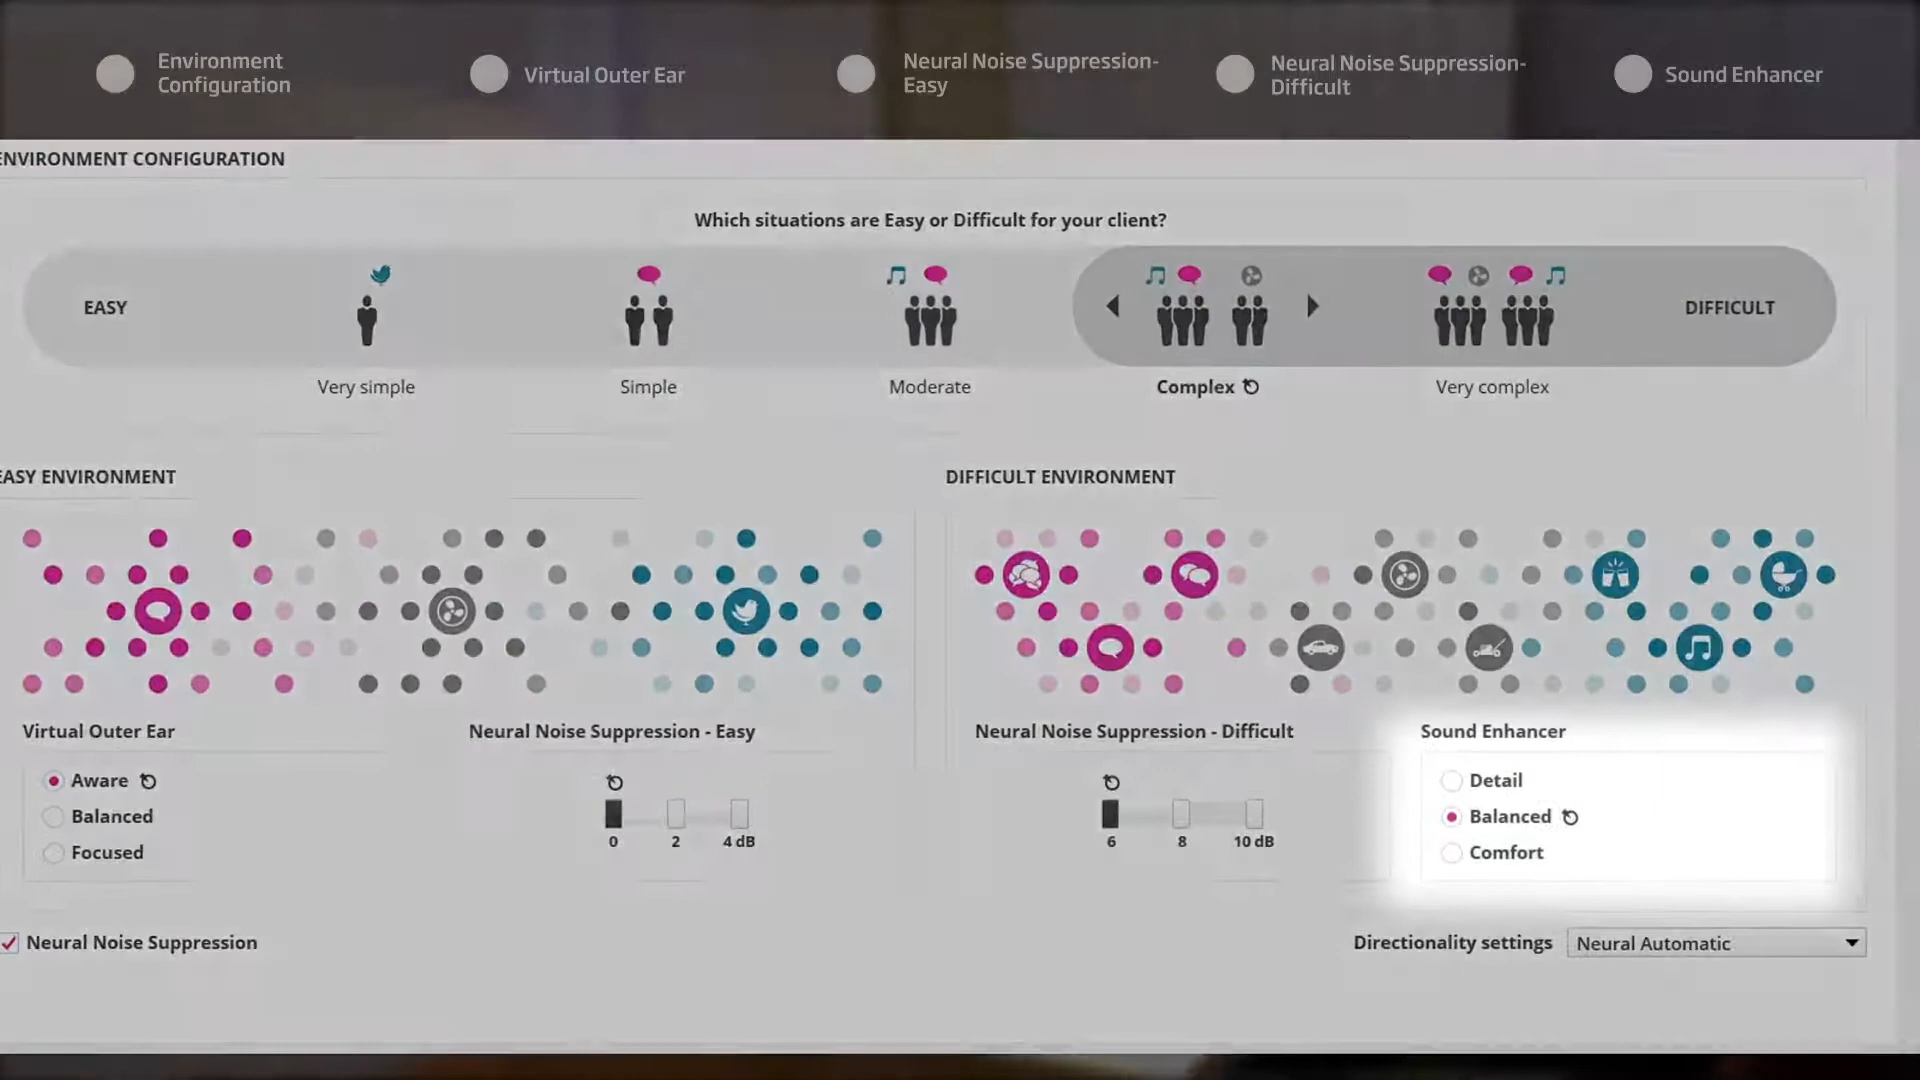 Environment
Configuration
Virtual Outer Ear
Neural Noise Suppression-
Easy
Neural Noise Suppression-
Difficult
Sound Enhancer
ENVIRONMENT CONFIGURATION
Which situations are Easy or Difficult for your client?
EASY
DIFFICULT
Very simple
Simple
Moderate
Complex
Very complex
EASY ENVIRONMENT
DIFFICULT ENVIRONMENT
Virtual Outer Ear
Aware
Balanced
Focused
Neural Noise Suppression - Easy
0 2 4 dB
Neural Noise Suppression - Difficult
6 8 10 dB
Sound Enhancer
Detail
Balanced
Comfort
Neural Noise Suppression
Directionality settings Neural Automatic